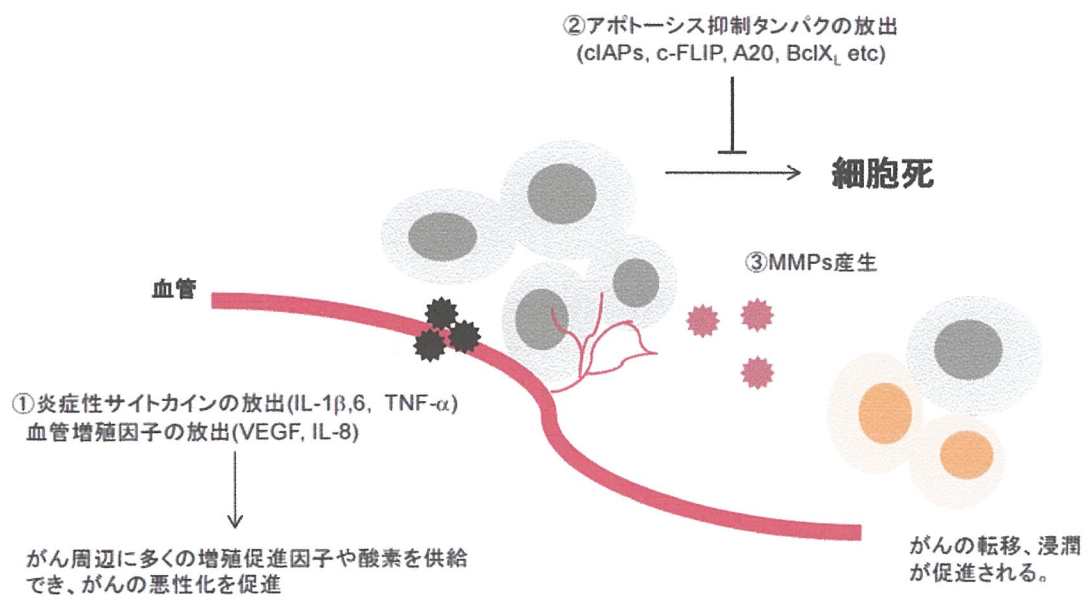 ②アポトーシス抑制タンパクの放出
(cIAPs, c-FLIP, A20, BclX_L etc)
細胞死
③MMPs産生
血管
①炎症性サイトカインの放出(IL-1β,6, TNF-α)
血管増殖因子の放出(VEGF, IL-8)
がん周辺に多くの増殖促進因子や酸素を供給
でき、がんの悪性化を促進
がんの転移、浸潤
が促進される。